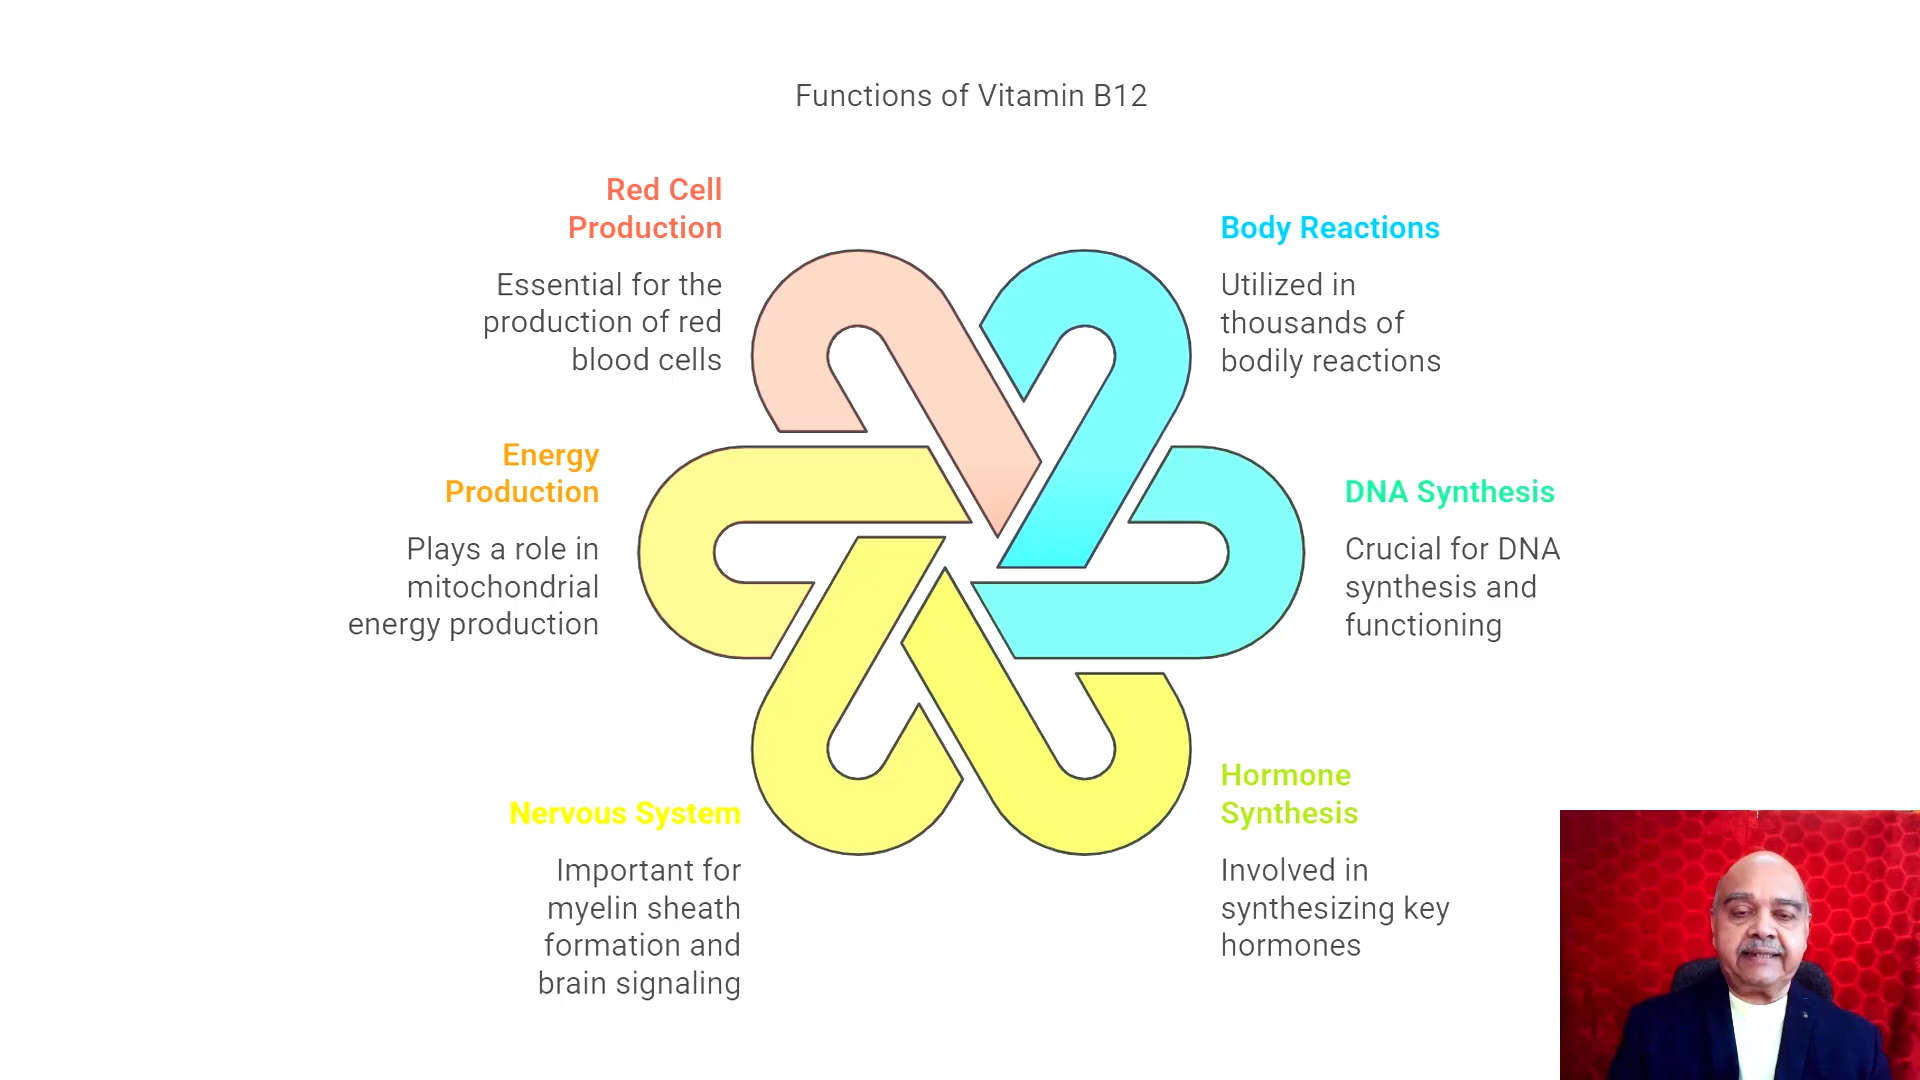 Functions of Vitamin B12
Red Cell
Production
Essential for the
production of red
blood cells
Body Reactions
Utilized in
thousands of
bodily reactions
Energy
Production
Plays a role in
mitochondrial
energy production
DNA Synthesis
Crucial for DNA
synthesis and
functioning
Nervous System
Important for
myelin sheath
formation and
brain signaling
Hormone
Synthesis
Involved in
synthesizing key
hormones